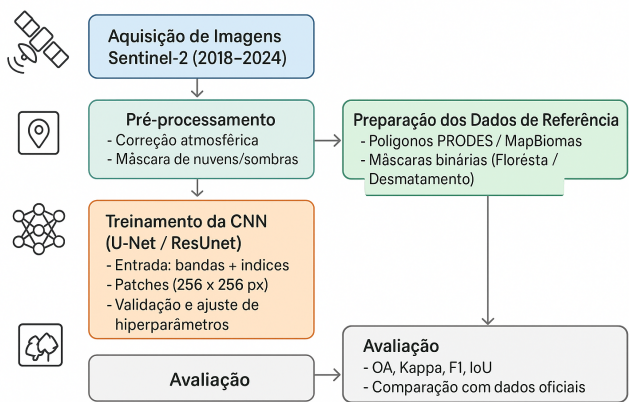 Aquisição de Imagens
Sentinel-2 (2018–2024)
Pré-processamento
- Correção atmosférica
- Máscara de nuvens/sombras
Preparação dos Dados de Referência
- Poligonos PRODES / MapBiomas
- Máscaras binárias (Florésta /
Desmatamento)
Treinamento da CNN
(U-Net / ResUnet)
- Entrada: bandas + indices
- Patches (256 x 256 px)
- Validação e ajuste de
hiperparâmetros
Avaliação
Avaliação
- OA, Kappa, F1, IoU
- Comparação com dados oficiais